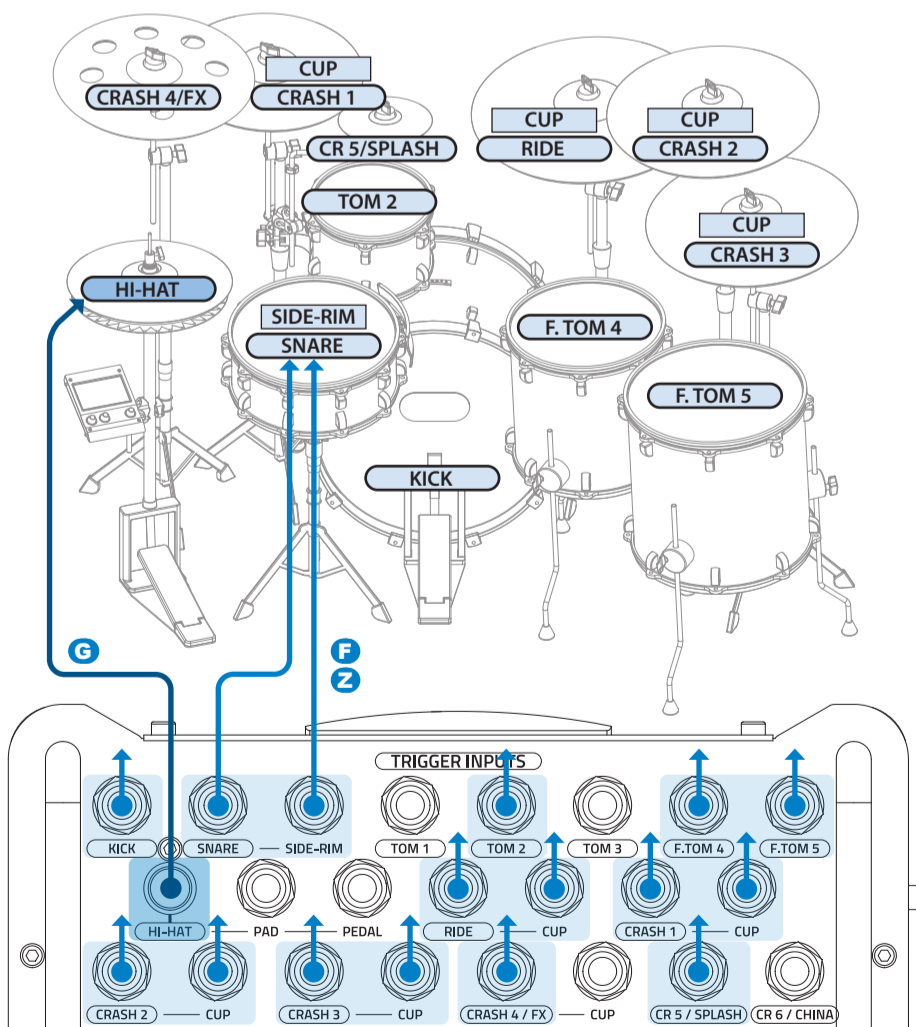 CUP
CRASH 4/FX
CRASH 1
CR 5/SPLASH
CUP
RIDE
CUP
CRASH 2
TOM 2
CUP
CRASH 3
HI-HAT
SIDE-RIM
SNARE
F. TOM 4
F. TOM 5
KICK
G
F
Z
TRIGGER INPUTS
KICK SNARE SIDE-RIM TOM 1 TOM 2 TOM 3 F.TOM 4 F.TOM 5
HI-HAT PAD PEDAL RIDE CUP CRASH 1 CUP
CRASH 2 CUP CRASH 3 CUP CRASH 4 / FX CUP CR 5 / SPLASH CR 6 / CHINA